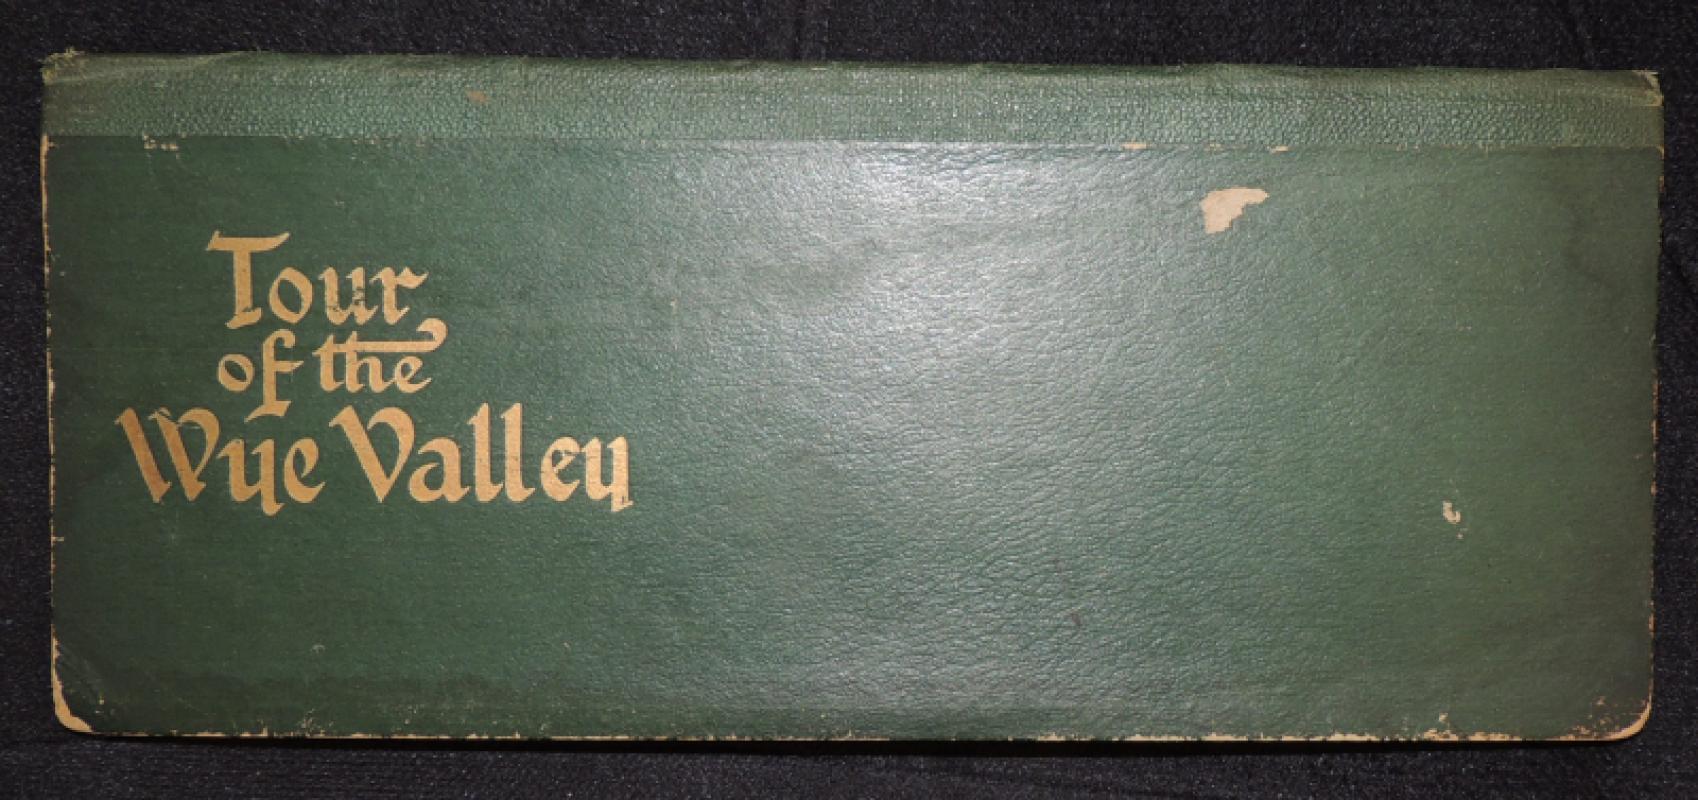 Tour
of the
Wye Valley